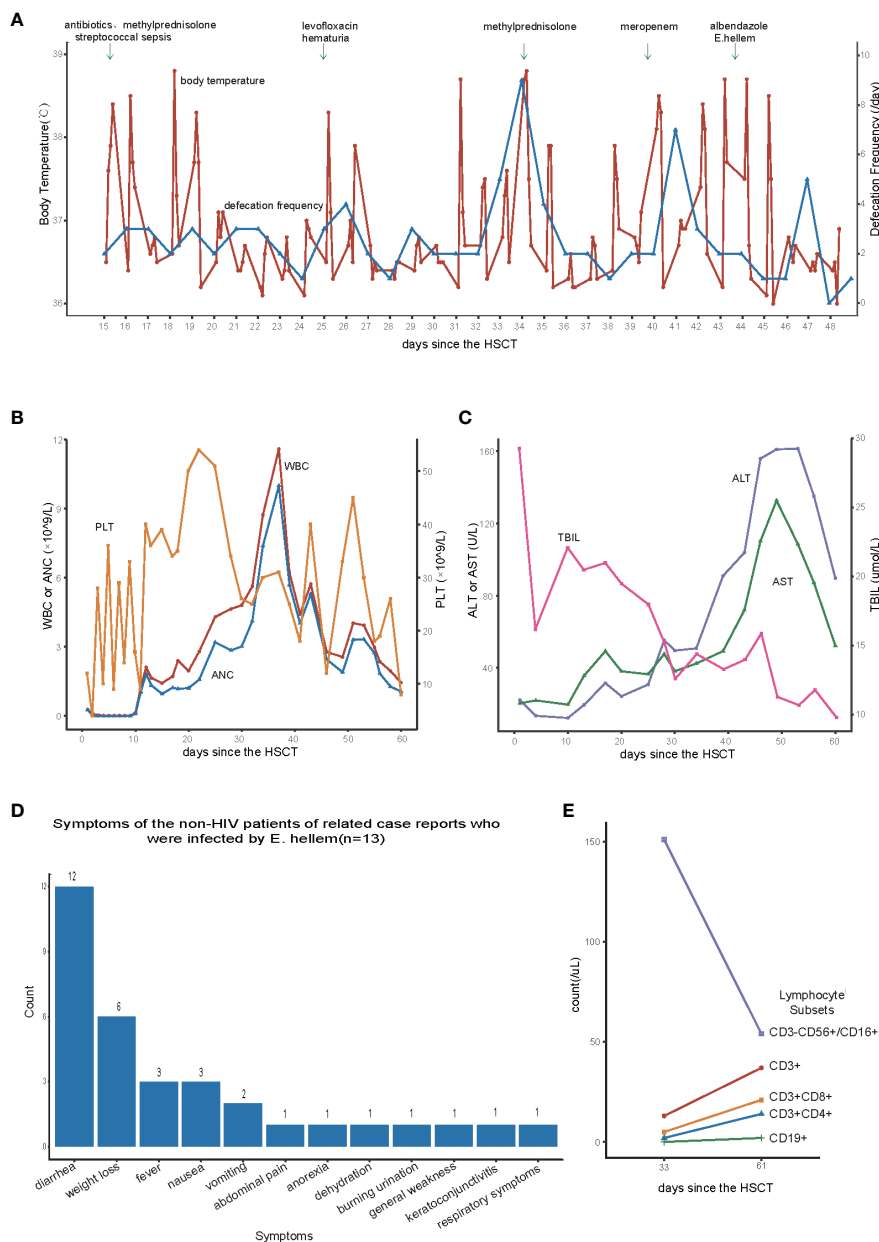 A
antibiotics、methylprednisolone
streptococcal sepsis
levofloxacin
hematuria
methylprednisolone
meropenem
albendazole
E.hellem
body temperature
defecation frequency
Body Temperature(℃)
39
38
37
36
Defecation Frequency (/day)
10
8
6
4
2
0
15 16 17 18 19 20 21 22 23 24 25 26 27 28 29 30 31 32 33 34 35 36 37 38 39 40 41 42 43 44 45 46 47 48
days since the HSCT
B
WBC or ANC (×10^9/L)
12
9
6
3
0
PLT
WBC
ANC
PLT (×10^9/L)
50
40
30
20
10
0 10 20 30 40 50 60
days since the HSCT
C
ALT or AST (U/L)
160
120
80
40
TBIL
ALT
AST
TBIL (umol/L)
30
25
20
15
10
0 10 20 30 40 50 60
days since the HSCT
D
Symptoms of the non-HIV patients of related case reports who
were infected by E. hellem(n=13)
Count
12
9
6
3
0
12
6
3
3
2
1
1
1
1
1
1
1
diarrhea
weight loss
fever
nausea
vomiting
abdominal pain
anorexia
dehydration
burning urination
general weakness
keratoconjunctivitis
respiratory symptoms
Symptoms
E
count(/uL)
150
100
50
0
Lymphocyte
Subsets
CD3-CD56+/CD16+
CD3+
CD3+CD8+
CD3+CD4+
CD19+
33 61
days since the HSCT